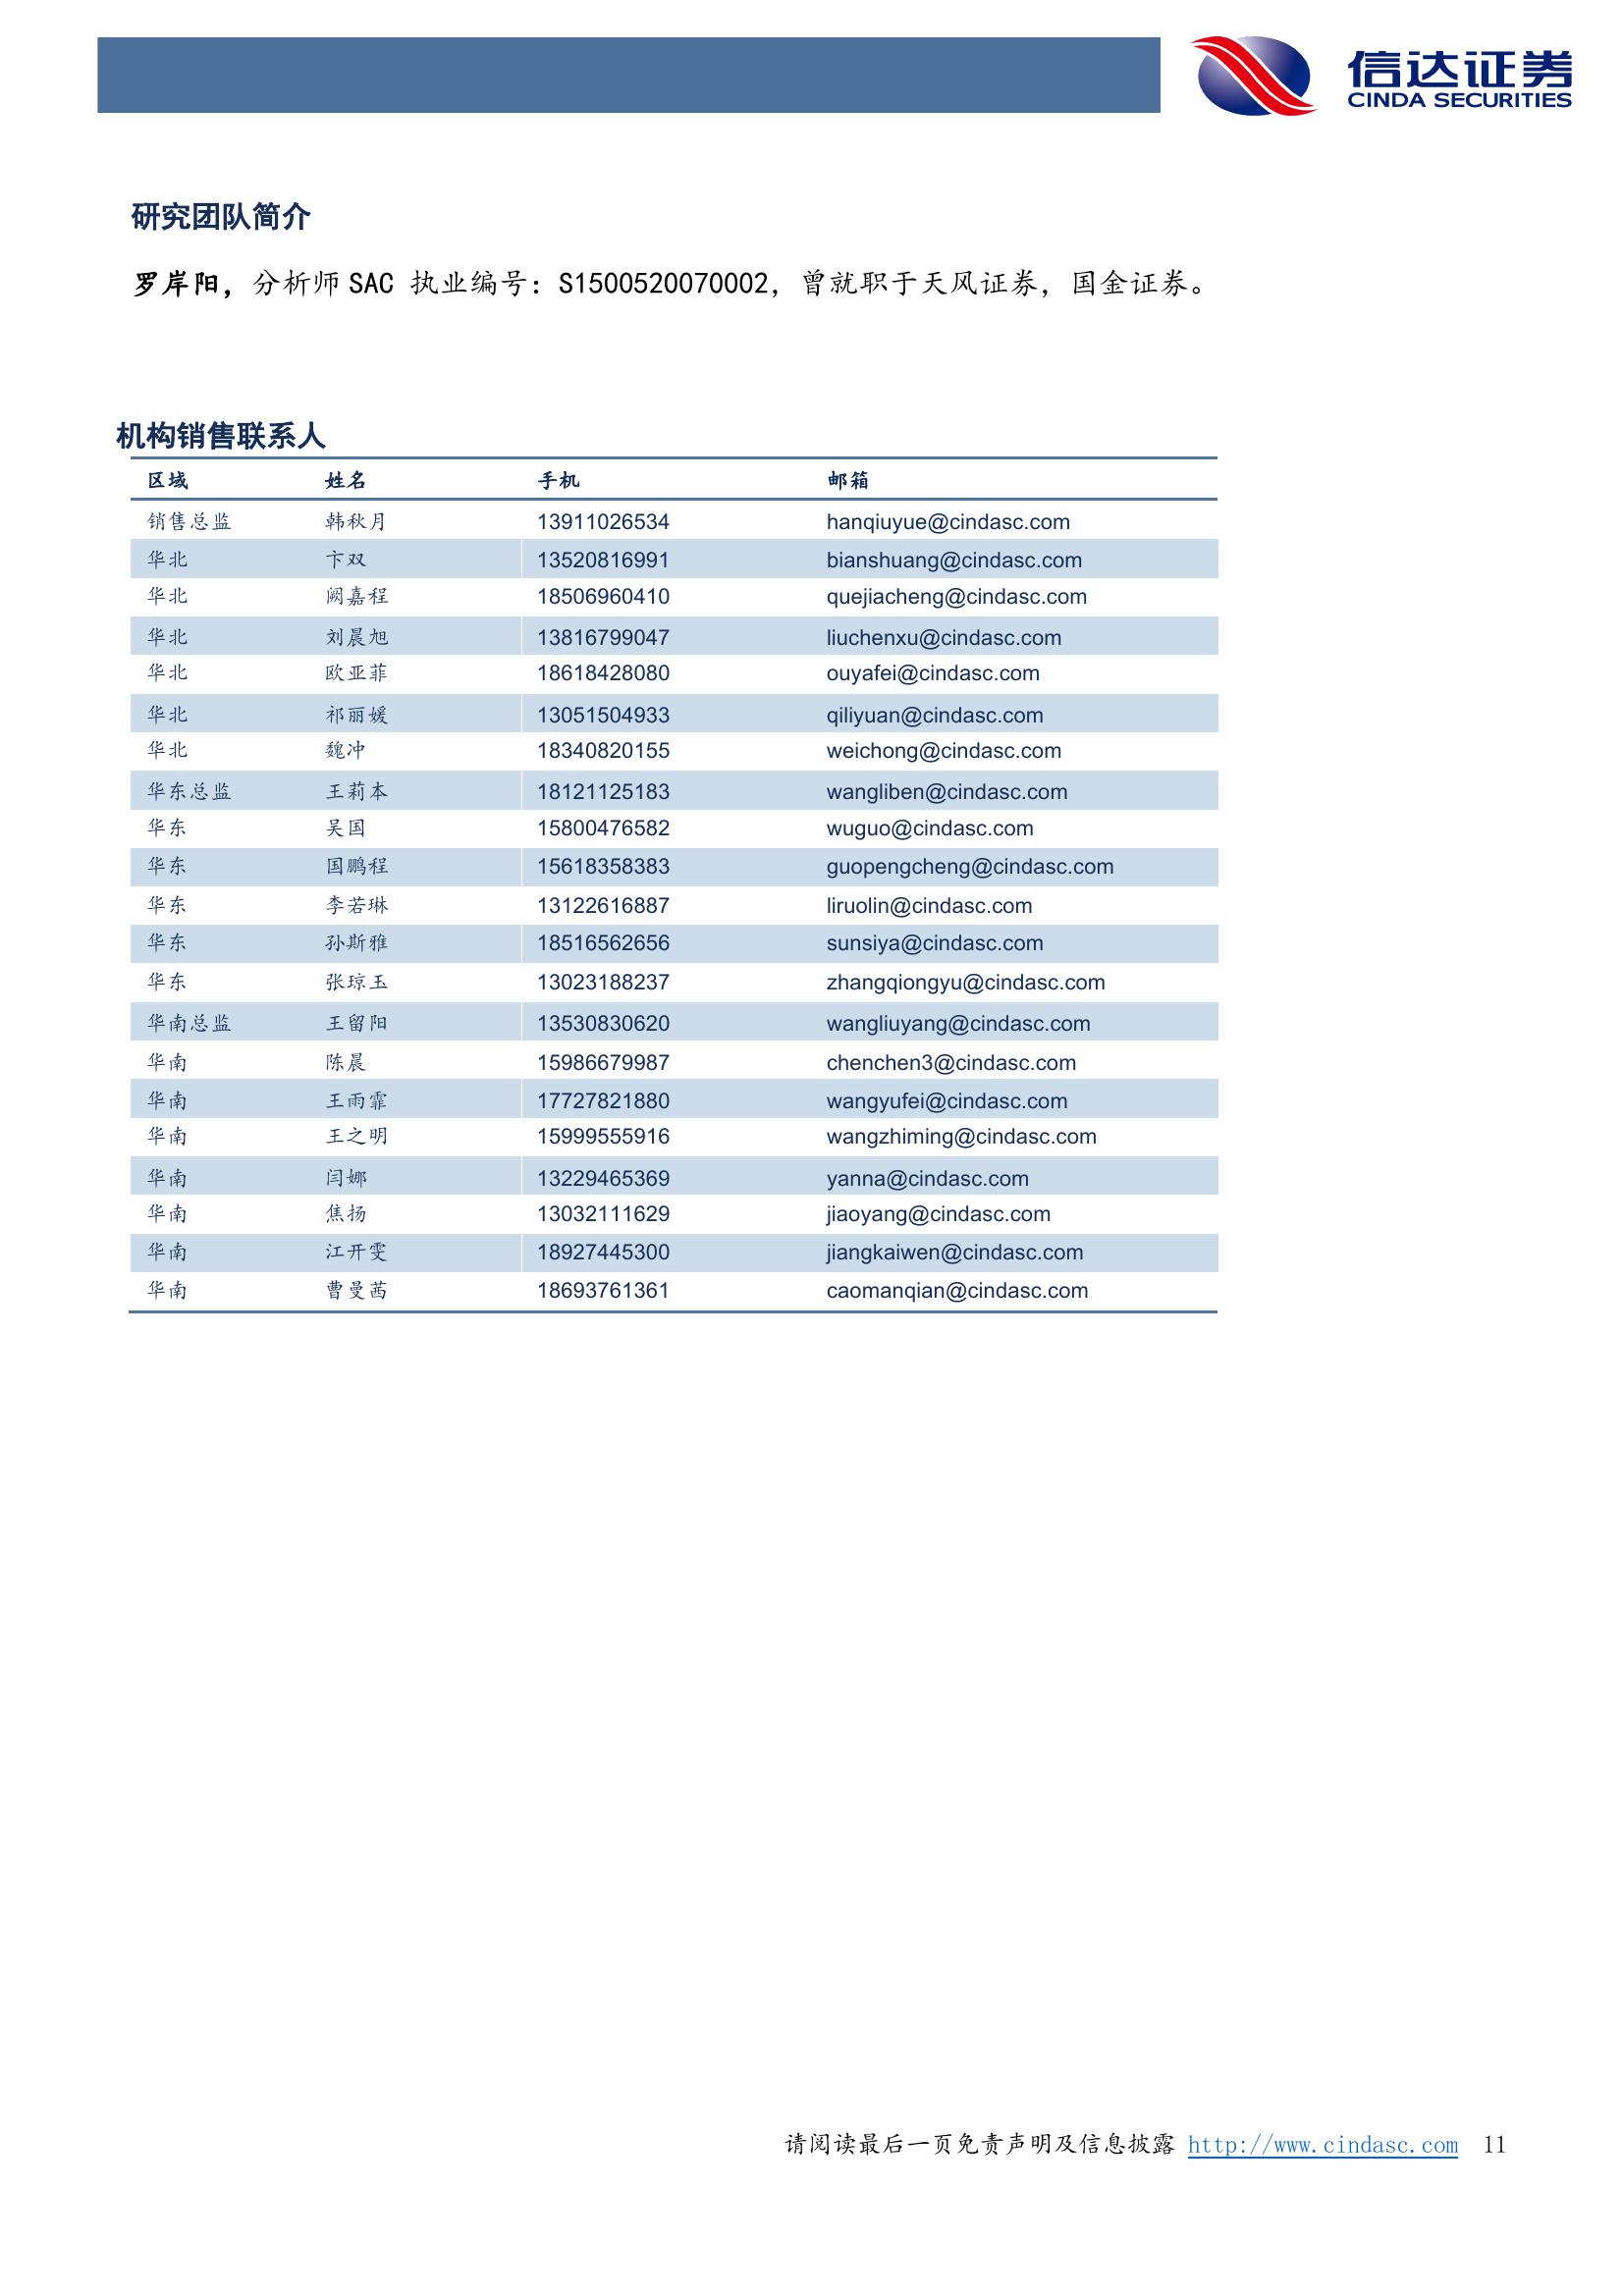 信达证券
CINDA SECURITIES
研究团队简介
罗岸阳，分析师 SAC 执业编号：S1500520070002，曾就职于天风证券，国金证券。
机构销售联系人
区域 姓名 手机 邮箱
销售总监 韩秋月 13911026534 hanqiuyue@cindasc.com
华北 卞双 13520816991 bianshuang@cindasc.com
华北 阙嘉程 18506960410 quejiacheng@cindasc.com
华北 刘晨旭 13816799047 liuchenxu@cindasc.com
华北 欧亚菲 18618428080 ouyafei@cindasc.com
华北 祁丽媛 13051504933 qiliyuan@cindasc.com
华北 魏冲 18340820155 weichong@cindasc.com
华东总监 王莉本 18121125183 wangliben@cindasc.com
华东 吴国 15800476582 wuguo@cindasc.com
华东 国鹏程 15618358383 guopengcheng@cindasc.com
华东 李若琳 13122616887 liruolin@cindasc.com
华东 孙斯雅 18516562656 sunsiya@cindasc.com
华东 张琼玉 13023188237 zhangqiongyu@cindasc.com
华南总监 王留阳 13530830620 wangliuyang@cindasc.com
华南 陈晨 15986679987 chenchen3@cindasc.com
华南 王雨霏 17727821880 wangyufei@cindasc.com
华南 王之明 15999555916 wangzhiming@cindasc.com
华南 闫娜 13229465369 yanna@cindasc.com
华南 焦扬 13032111629 jiaoyang@cindasc.com
华南 江开雯 18927445300 jiangkaiwen@cindasc.com
华南 曹曼茜 18693761361 caomanqian@cindasc.com
请阅读最后一页免责声明及信息披露 http://www.cindasc.com 11